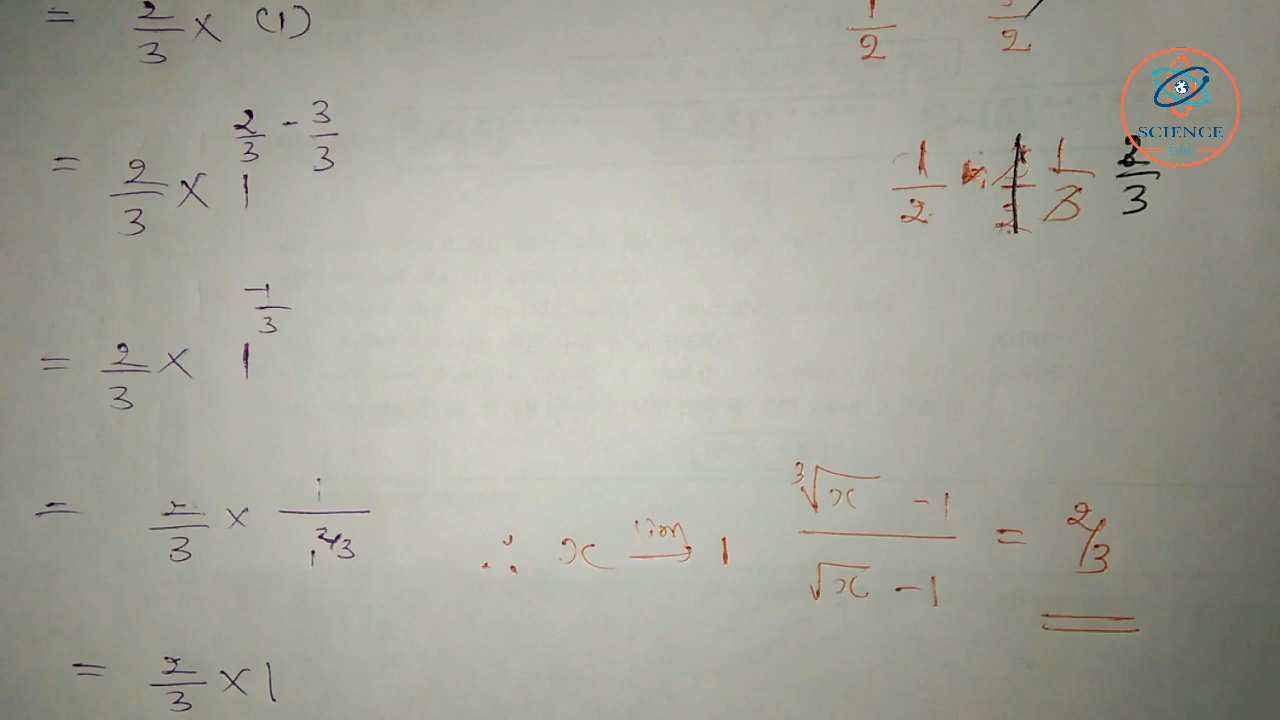 = 2/3 × (1)
1/2
2
SCIENCE
Edu
= 2/3 × 1^(2/3 - 3/3)
1/2 1/3 2/3
= 2/3 × 1^(-1/3)
= 2/3 × 1/1^(2/3)
∴ x lim→ 1 (∛x - 1)/(√x - 1) = 2/3
= 2/3 × 1